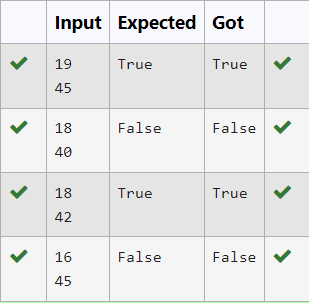 Input Expected Got
19 True True
45
18 False False
40
18 True True
42
16 False False
45